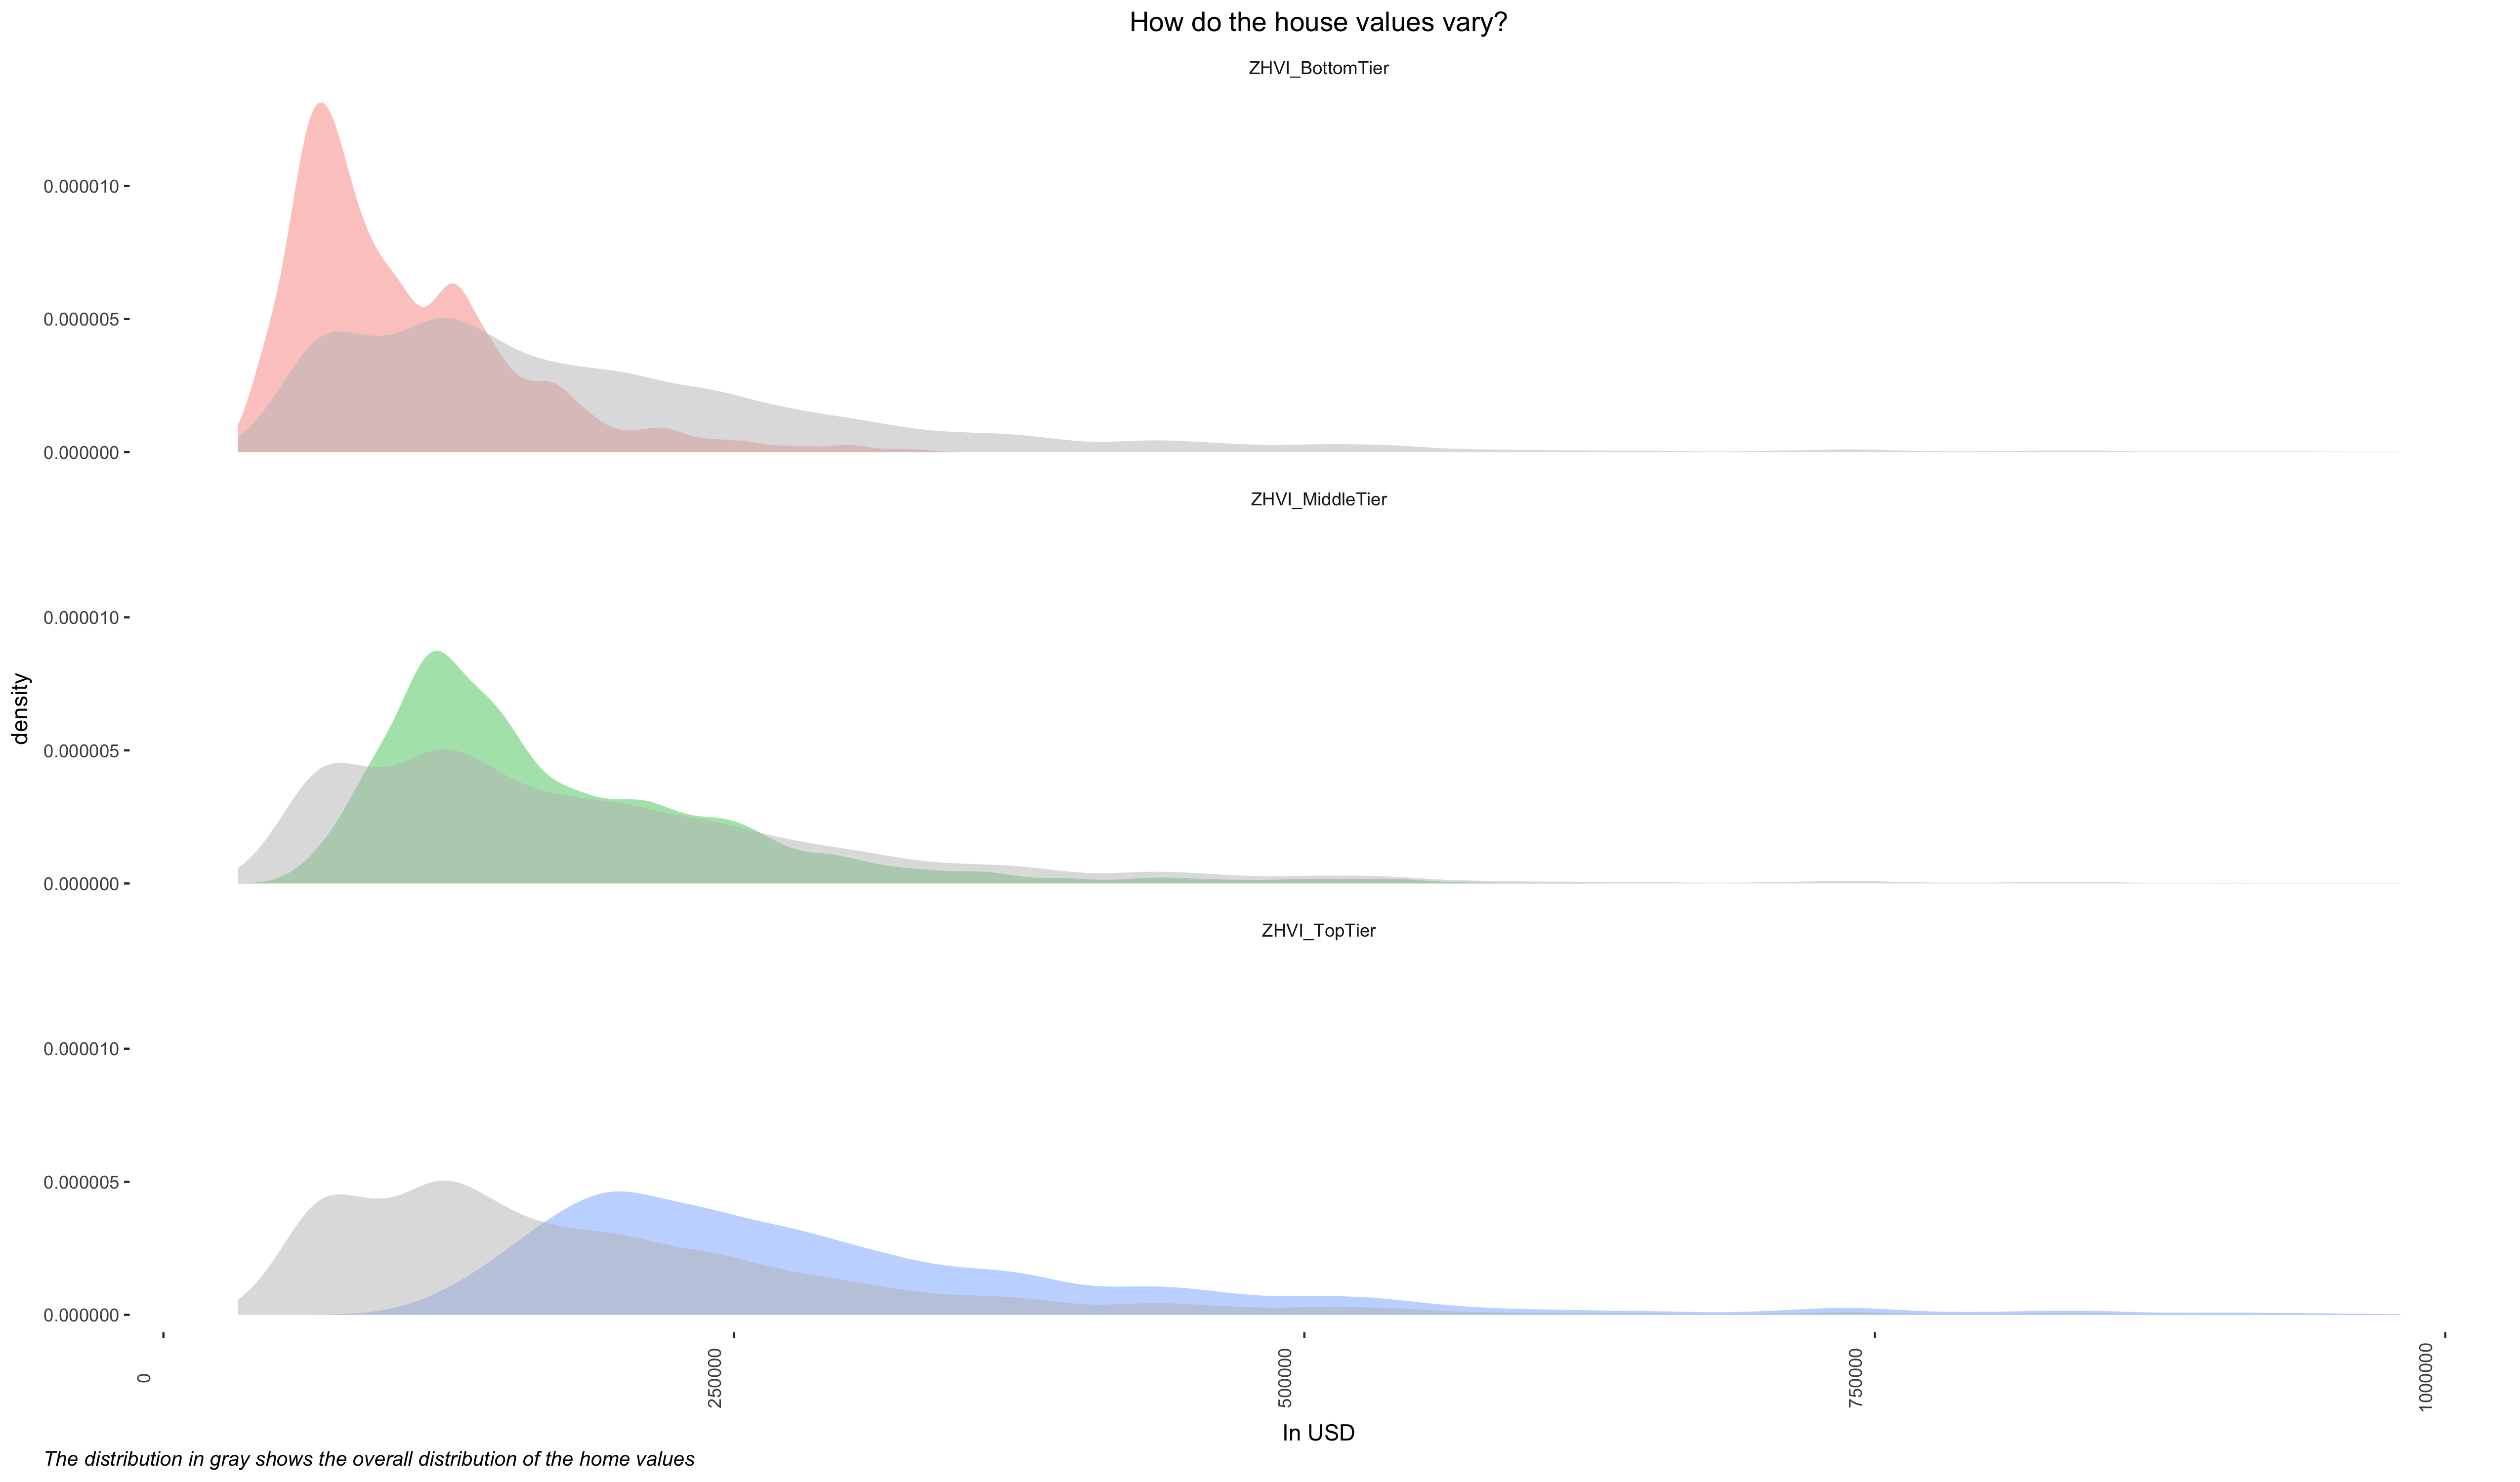 How do the house values vary?
ZHVI_BottomTier
0.000010
0.000005
0.000000
ZHVI_MiddleTier
0.000010
0.000005
0.000000
density
ZHVI_TopTier
0.000010
0.000005
0.000000
0
250000
500000
750000
1000000
In USD
The distribution in gray shows the overall distribution of the home values